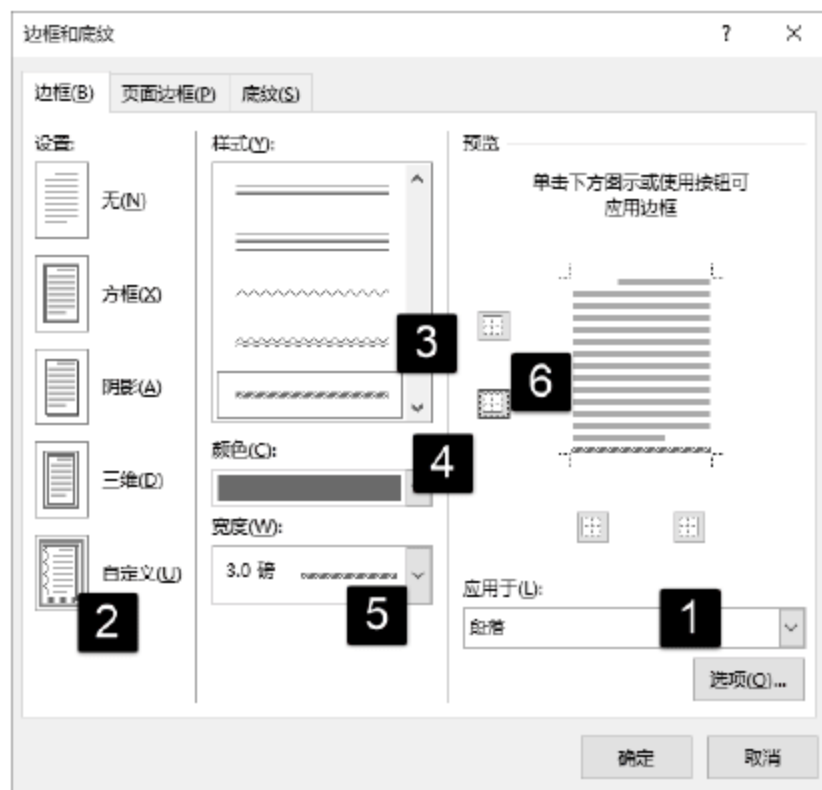 边框和底纹 ? ×
边框(B) 页面边框(P) 底纹(S)
设置:
无(N)
方框(X)
阴影(A)
三维(D)
自定义(U)
2
样式(Y):
3
颜色(C):
4
宽度(W):
3.0 磅
5
预览
单击下方图示或使用按钮可
应用边框
6
应用于(L):
段落
1
选项(O)...
确定 取消